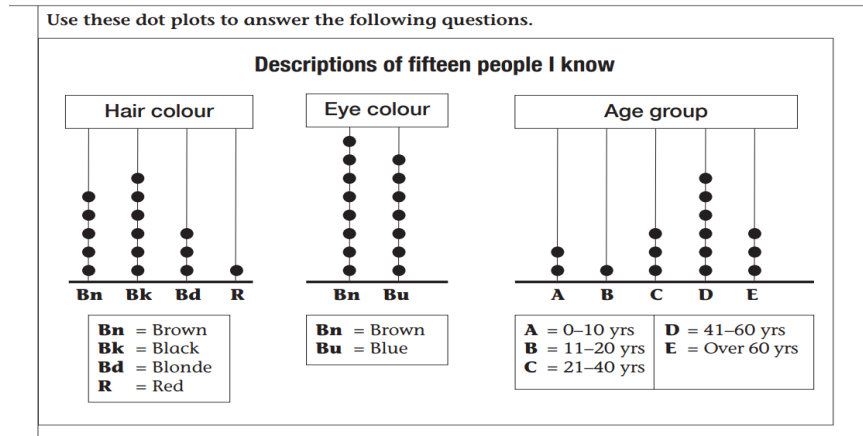 Use these dot plots to answer the following questions.
Descriptions of fifteen people I know
Hair colour
Eye colour
Age group
Bn Bk Bd R
Bn Bu
A B C D E
Bn = Brown
Bk = Black
Bd = Blonde
R = Red
Bn = Brown
Bu = Blue
A = 0–10 yrs
B = 11–20 yrs
C = 21–40 yrs
D = 41–60 yrs
E = Over 60 yrs